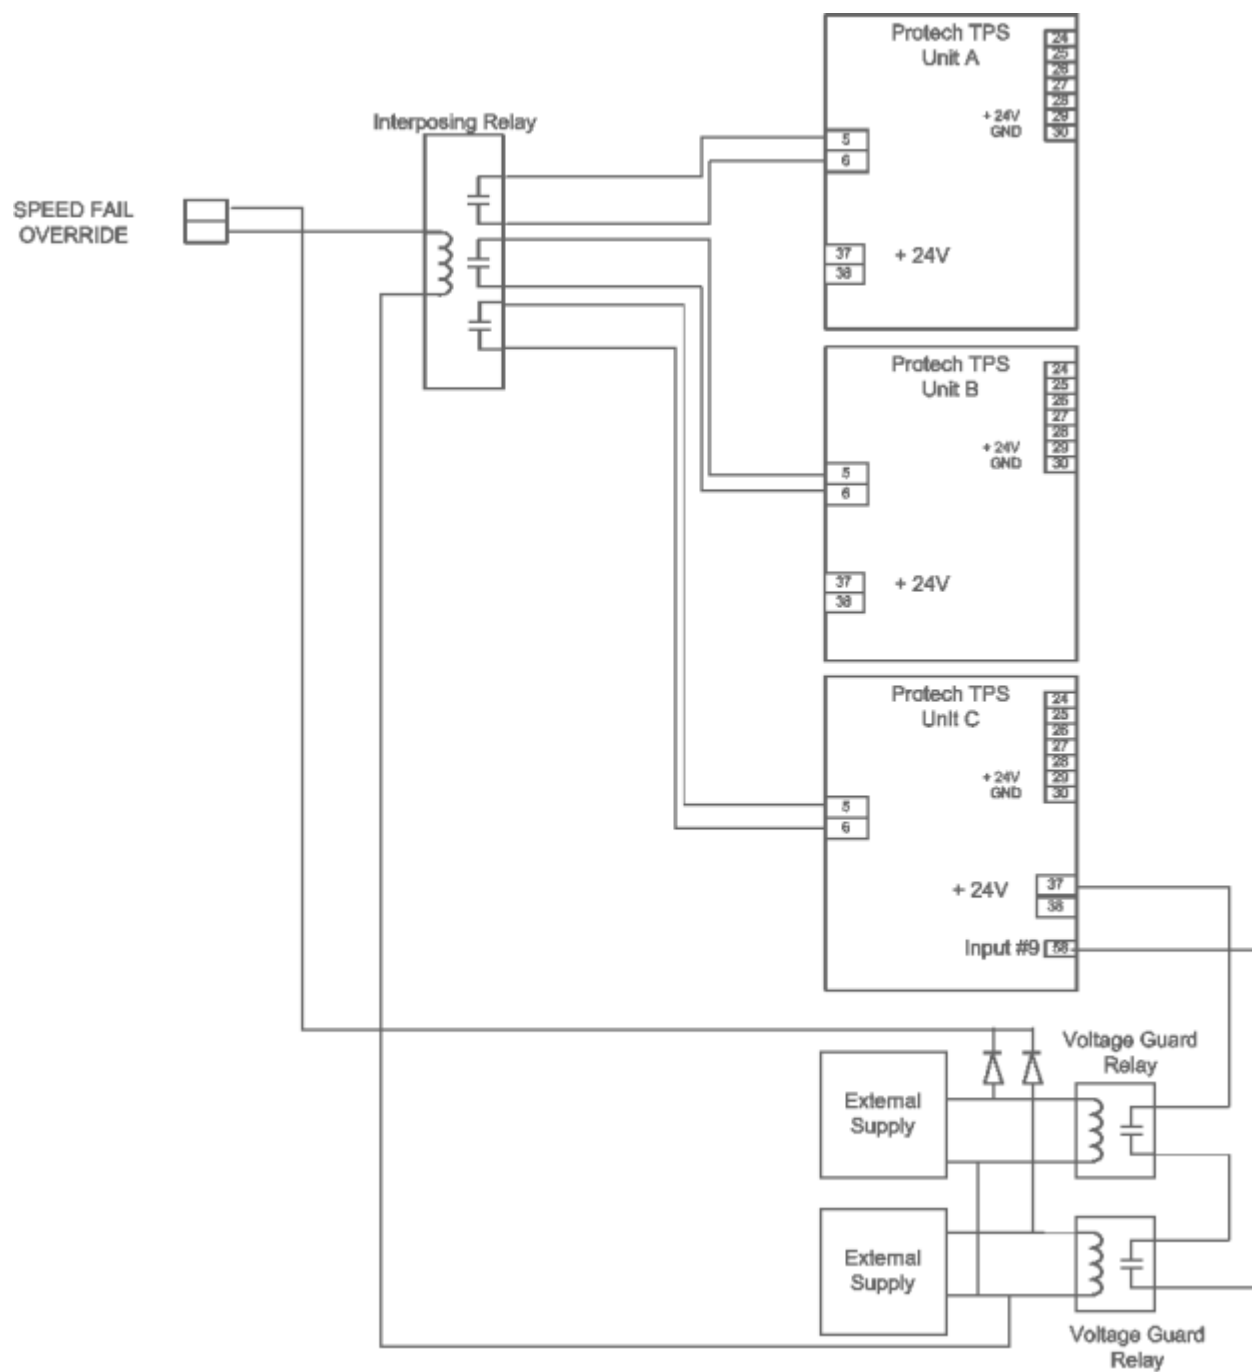 Protech TPS
Unit A
24
25
26
27
28
+ 24V 29
GND 30
5
6
37 + 24V
38
Interposing Relay
SPEED FAIL
OVERRIDE
Protech TPS
Unit B
24
25
26
27
28
+ 24V 29
GND 30
5
6
37 + 24V
38
Protech TPS
Unit C
24
25
26
27
28
+ 24V 29
GND 30
5
6
+ 24V 37
38
Input #9 58
Voltage Guard
Relay
External
Supply
External
Supply
Voltage Guard
Relay